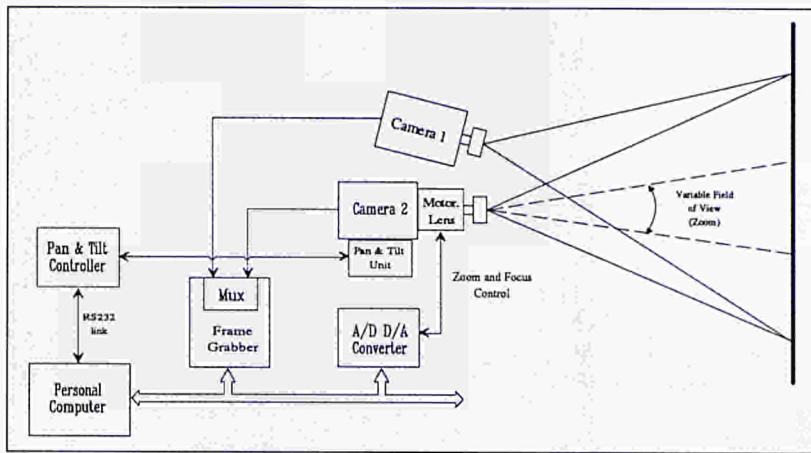 Camera 1
Camera 2
Motor.
Lens
Pan & Tilt
Unit
Variable Field
of View
(Zoom)
Pan & Tilt
Controller
Zoom and Focus
Control
Mux
Frame
Grabber
A/D D/A
Converter
RS232
link
Personal
Computer